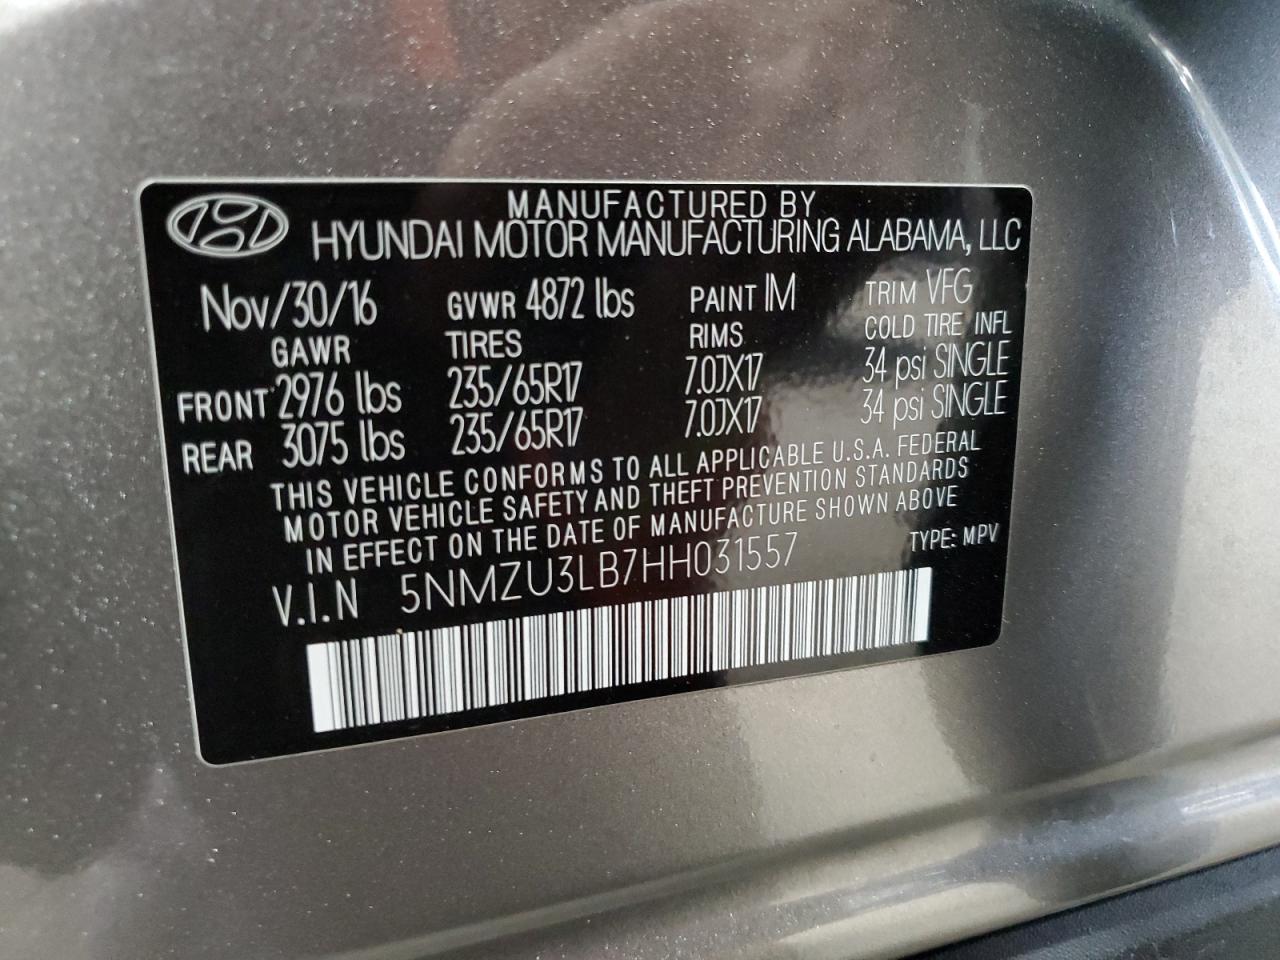 MANUFACTURED BY
HYUNDAI MOTOR MANUFACTURING ALABAMA, LLC
Nov/30/16 GVWR 4872 lbs PAINT IM TRIM VFG
GAWR TIRES RIMS COLD TIRE INFL
FRONT 2976 lbs 235/65R17 7.0JX17 34 psi SINGLE
REAR 3075 lbs 235/65R17 7.0JX17 34 psi SINGLE
THIS VEHICLE CONFORMS TO ALL APPLICABLE U.S.A. FEDERAL
MOTOR VEHICLE SAFETY AND THEFT PREVENTION STANDARDS
IN EFFECT ON THE DATE OF MANUFACTURE SHOWN ABOVE
V.I.N 5NMZU3LB7HH031557 TYPE: MPV